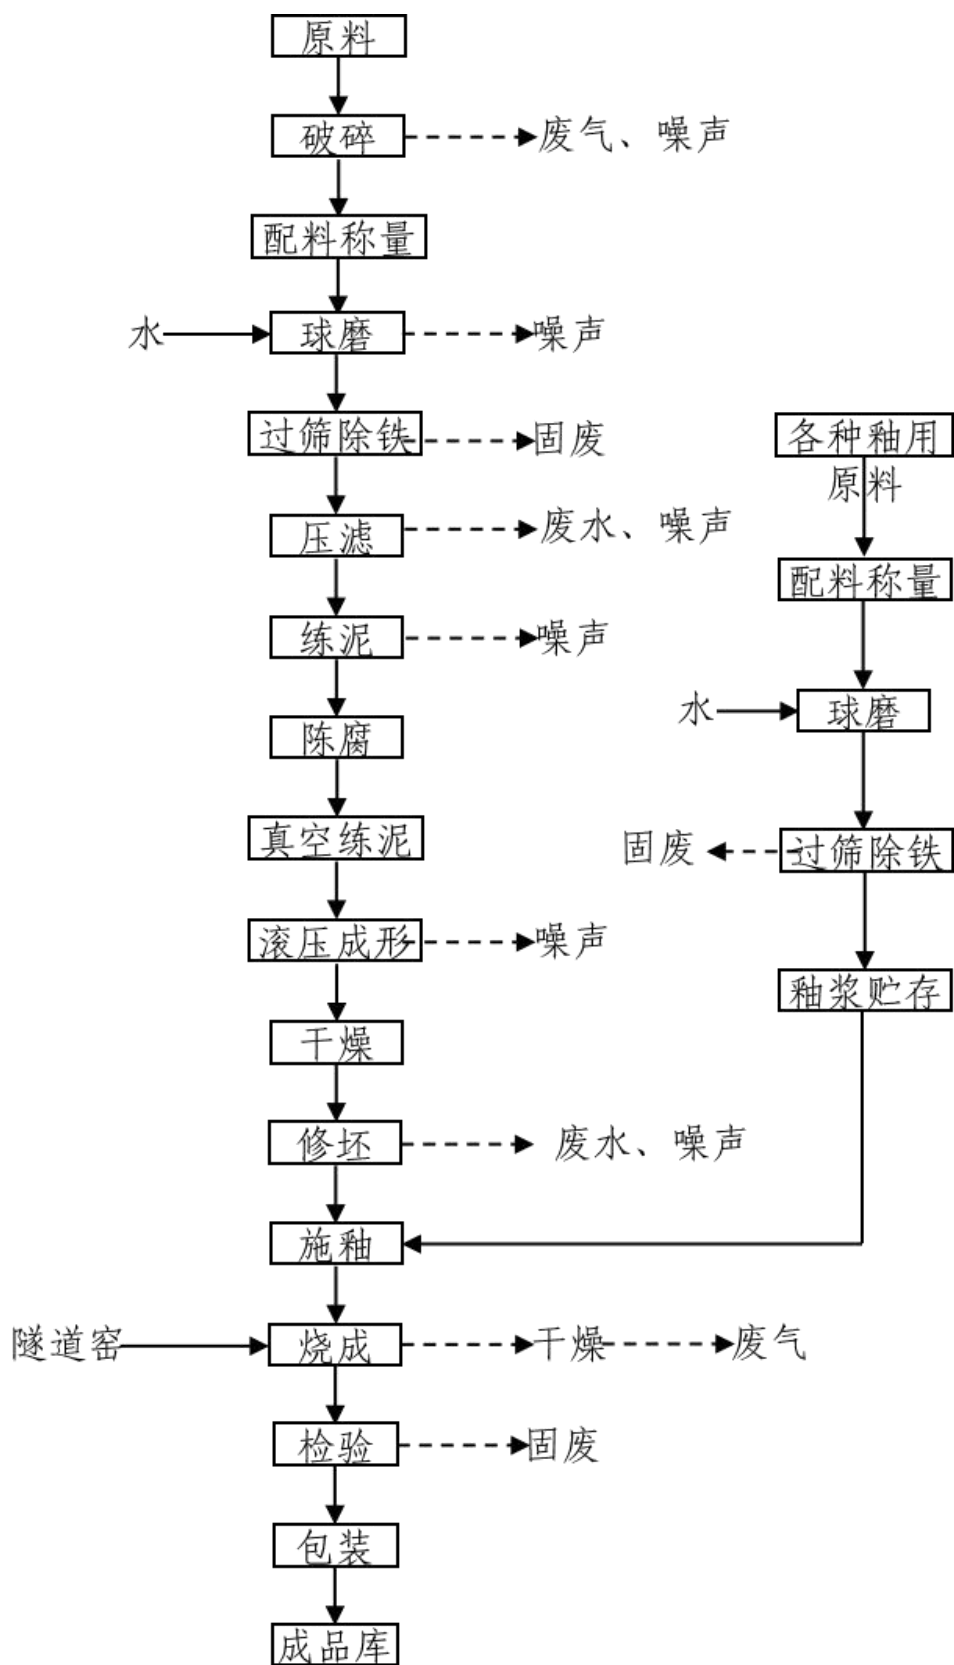 原料
破碎
废气、噪声
配料称量
水
球磨
噪声
过筛除铁
固废
各种釉用
原料
压滤
废水、噪声
配料称量
练泥
噪声
水
球磨
陈腐
真空练泥
固废
过筛除铁
滚压成形
噪声
釉浆贮存
干燥
修坯
废水、噪声
施釉
隧道窑
烧成
干燥
废气
检验
固废
包装
成品库